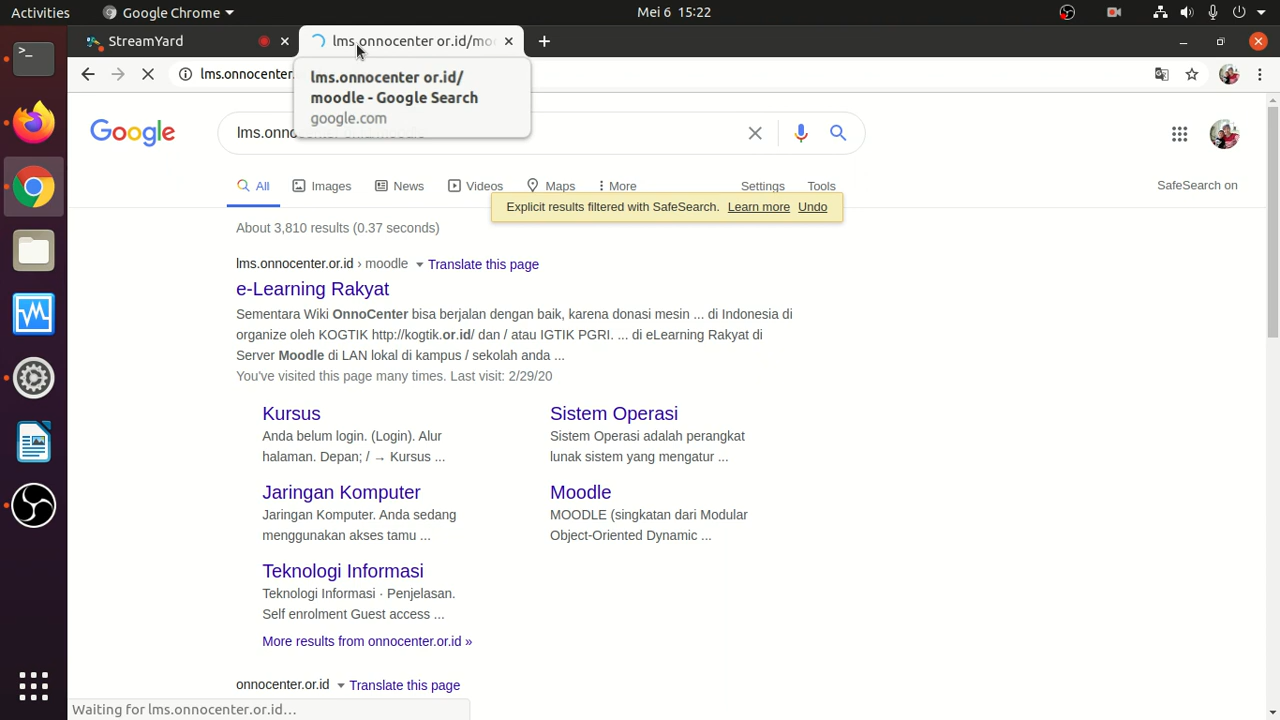 Activities Google Chrome Mei 6 15:22
StreamYard lms.onnocenter or.id/mo
lms.onnocenter.
lms.onnocenter or.id/
moodle - Google Search
google.com
Google
All Images News Videos Maps More Settings Tools SafeSearch on
Explicit results filtered with SafeSearch. Learn more Undo
About 3,810 results (0.37 seconds)
lms.onnocenter.or.id › moodle Translate this page
e-Learning Rakyat
Sementara Wiki OnnoCenter bisa berjalan dengan baik, karena donasi mesin ... di Indonesia di
organize oleh KOGTIK http://kogtik.or.id/ dan / atau IGTIK PGRI. ... di eLearning Rakyat di
Server Moodle di LAN lokal di kampus / sekolah anda ...
You've visited this page many times. Last visit: 2/29/20
Kursus
Anda belum login. (Login). Alur
halaman. Depan; / → Kursus ...
Sistem Operasi
Sistem Operasi adalah perangkat
lunak sistem yang mengatur ...
Jaringan Komputer
Jaringan Komputer. Anda sedang
menggunakan akses tamu ...
Moodle
MOODLE (singkatan dari Modular
Object-Oriented Dynamic ...
Teknologi Informasi
Teknologi Informasi · Penjelasan.
Self enrolment Guest access ...
More results from onnocenter.or.id »
onnocenter.or.id Translate this page
Waiting for lms.onnocenter.or.id...